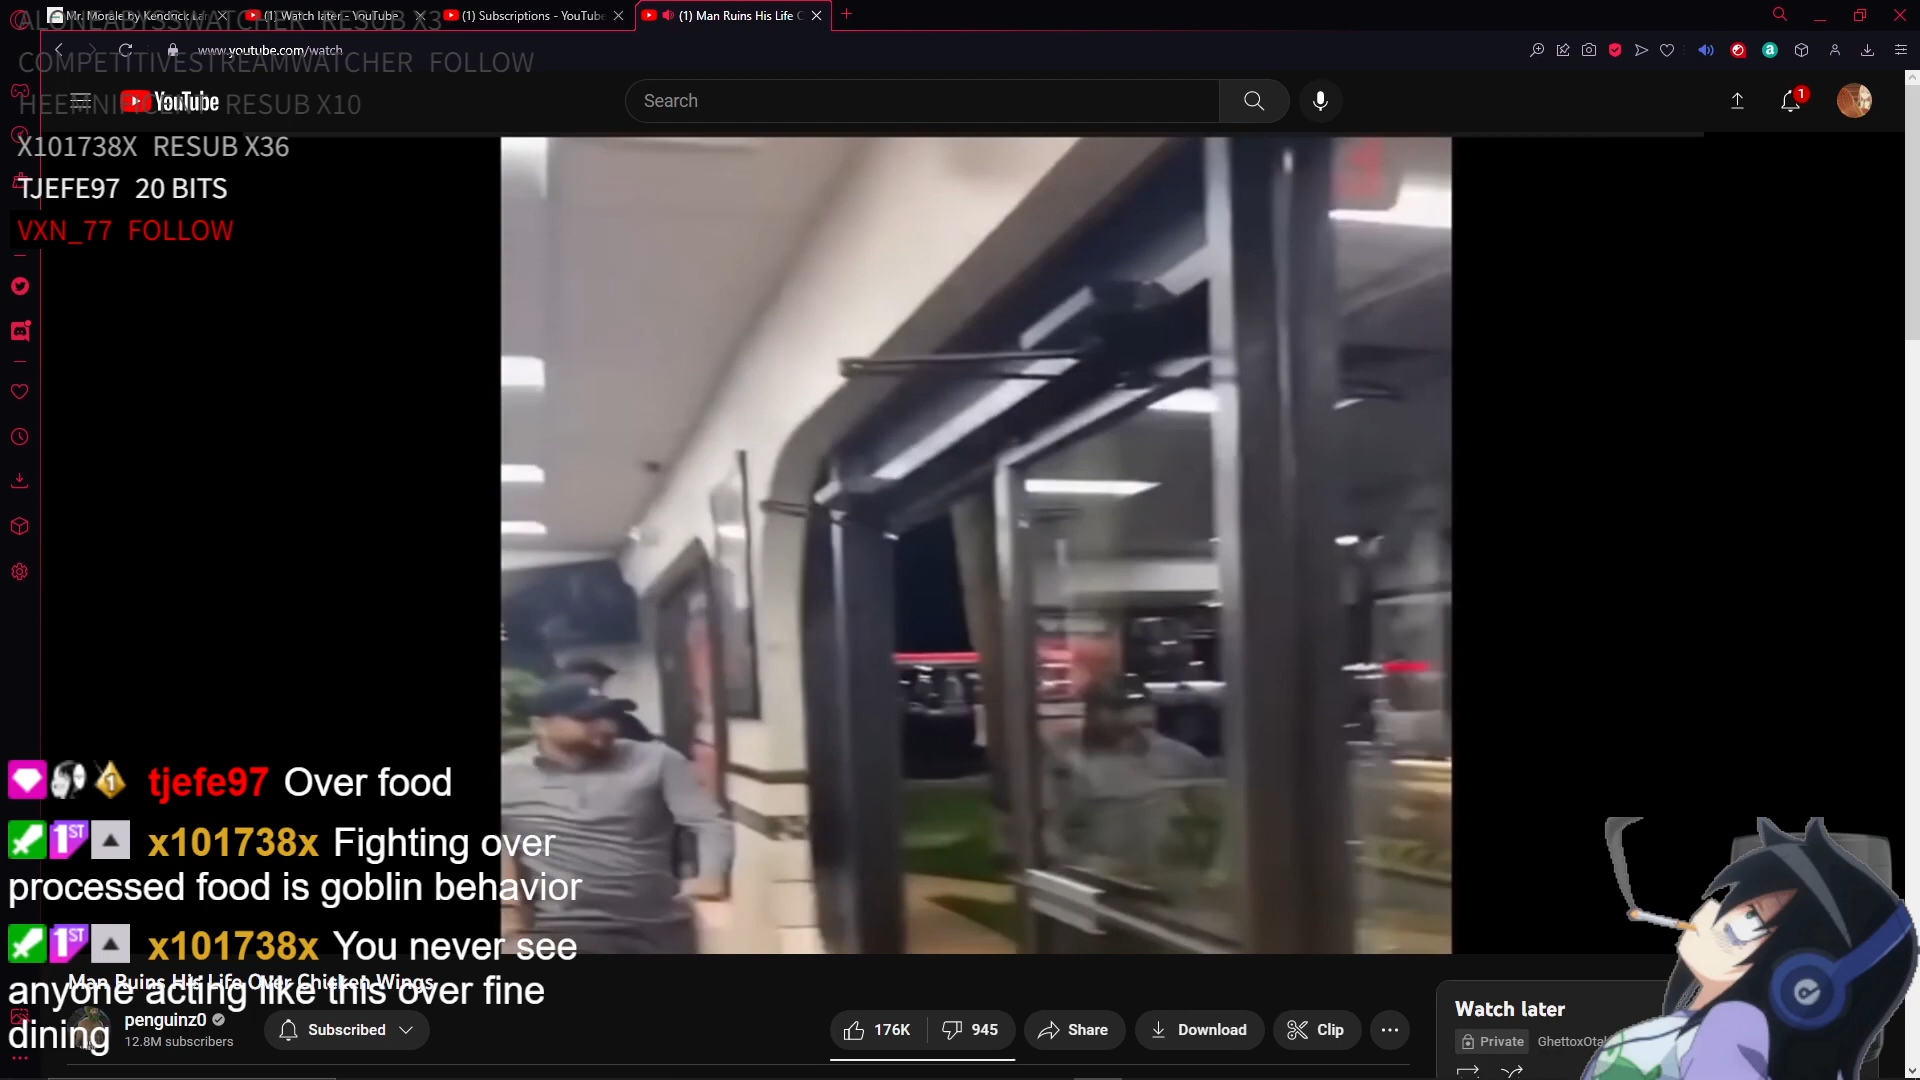 Mr. Morale by Kendrick La
(1) Watch later - YouTube
(1) Subscriptions - YouTube
(1) Man Ruins His Life C
www.youtube.com/watch
RESUB X3
COMPETITIVESTREAMWATCHER FOLLOW
RESUB X10
YouTube
Search
1
X101738X RESUB X36
TJEFE97 20 BITS
VXN_77 FOLLOW
tjefe97 Over food
x101738x Fighting over
processed food is goblin behavior
x101738x You never see
anyone acting like this over fine
dining
Man Ruins His Life Over Chicken Wings
penguinz0
12.8M subscribers
Subscribed
176K
945
Share
Download
Clip
Watch later
Private
GhettoxOta